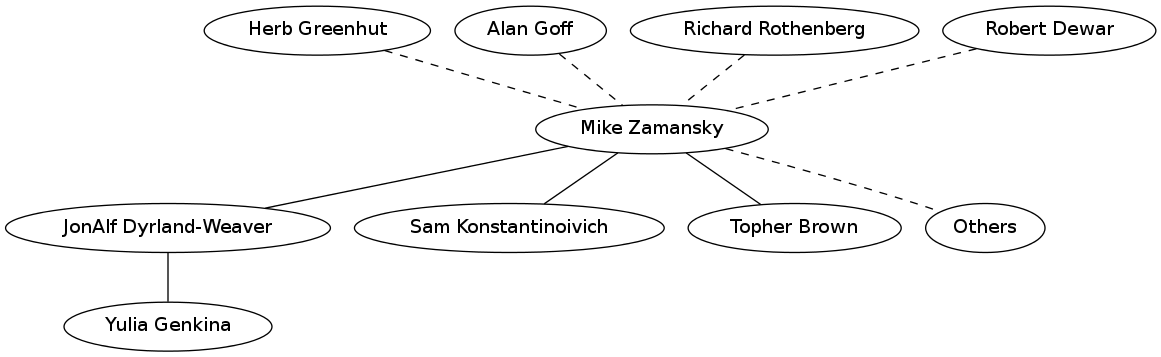 Herb Greenhut
Alan Goff
Richard Rothenberg
Robert Dewar
Mike Zamansky
JonAlf Dyrland-Weaver
Sam Konstantinoivich
Topher Brown
Others
Yulia Genkina